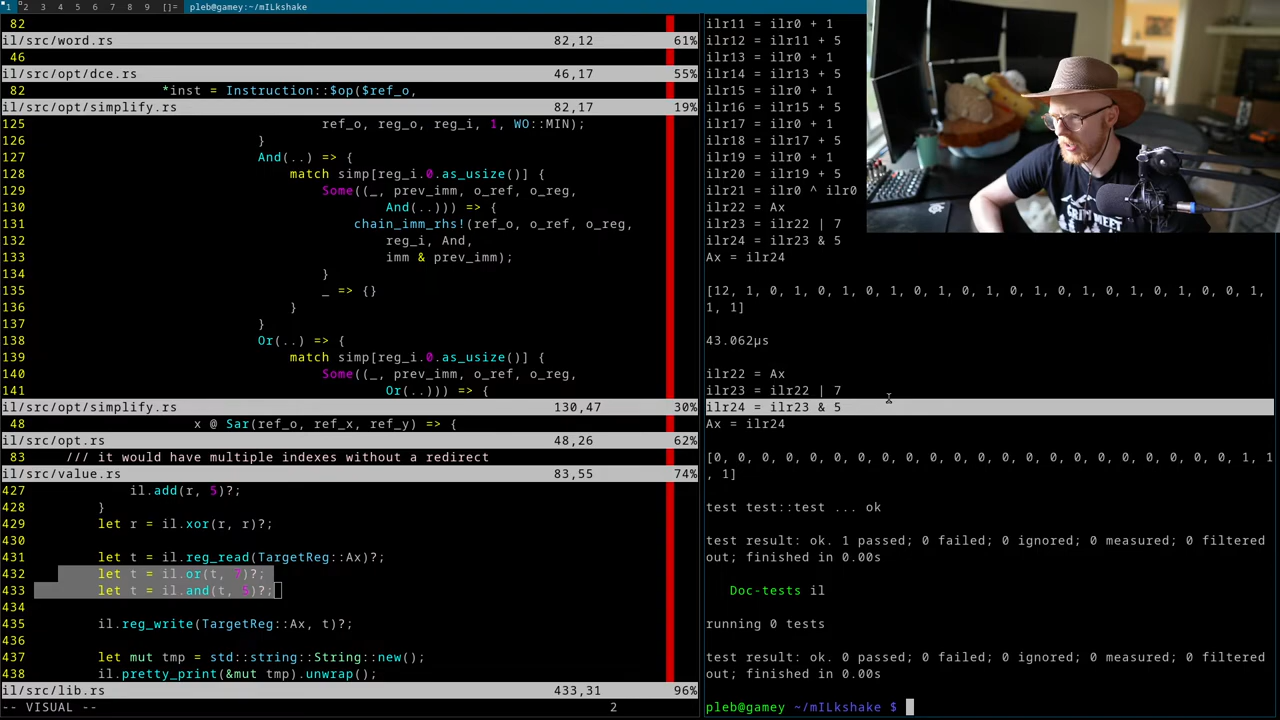 1 2 3 4 5 6 7 8 9 []= pleb@gamey:~/mILkshake
82
il/src/word.rs 82,12 61%
46
il/src/opt/dce.rs 46,17 55%
82 *inst = Instruction::$op($ref_o,
il/src/opt/simplify.rs 82,17 19%
125 ref_o, reg_o, reg_i, 1, WO::MIN);
126 }
127 And(..) => {
128 match simp[reg_i.0.as_usize()] {
129 Some((_, prev_imm, o_ref, o_reg,
130 And(..))) => {
131 chain_imm_rhs!(ref_o, o_ref, o_reg,
132 reg_i, And,
133 imm & prev_imm);
134 }
135 _ => {}
136 }
137 }
138 Or(..) => {
139 match simp[reg_i.0.as_usize()] {
140 Some((_, prev_imm, o_ref, o_reg,
141 Or(..))) => {
il/src/opt/simplify.rs 130,47 30%
48 x @ Sar(ref_o, ref_x, ref_y) => {
il/src/opt.rs 48,26 62%
83 /// it would have multiple indexes without a redirect
il/src/value.rs 83,55 74%
427 il.add(r, 5)?;
428 }
429 let r = il.xor(r, r)?;
430
431 let t = il.reg_read(TargetReg::Ax)?;
432 let t = il.or(t, 7)?;
433 let t = il.and(t, 5)?;
434
435 il.reg_write(TargetReg::Ax, t)?;
436
437 let mut tmp = std::string::String::new();
438 il.pretty_print(&mut tmp).unwrap();
il/src/lib.rs 433,31 96%
-- VISUAL -- 2
ilr11 = ilr0 + 1
ilr12 = ilr11 + 5
ilr13 = ilr0 + 1
ilr14 = ilr13 + 5
ilr15 = ilr0 + 1
ilr16 = ilr15 + 5
ilr17 = ilr0 + 1
ilr18 = ilr17 + 5
ilr19 = ilr0 + 1
ilr20 = ilr19 + 5
ilr21 = ilr0 ^ ilr0
ilr22 = Ax
ilr23 = ilr22 | 7
ilr24 = ilr23 & 5
Ax = ilr24
[12, 1, 0, 1, 0, 1, 0, 1, 0, 1, 0, 1, 0, 1, 0, 1, 0, 1, 0, 1, 0, 0, 1,
1, 1]
43.062µs
ilr22 = Ax
ilr23 = ilr22 | 7
ilr24 = ilr23 & 5
Ax = ilr24
[0, 0, 0, 0, 0, 0, 0, 0, 0, 0, 0, 0, 0, 0, 0, 0, 0, 0, 0, 0, 0, 0, 1, 1
, 1]
test test::test ... ok
test result: ok. 1 passed; 0 failed; 0 ignored; 0 measured; 0 filtered
out; finished in 0.00s
Doc-tests il
running 0 tests
test result: ok. 0 passed; 0 failed; 0 ignored; 0 measured; 0 filtered
out; finished in 0.00s
pleb@gamey ~/mILkshake $